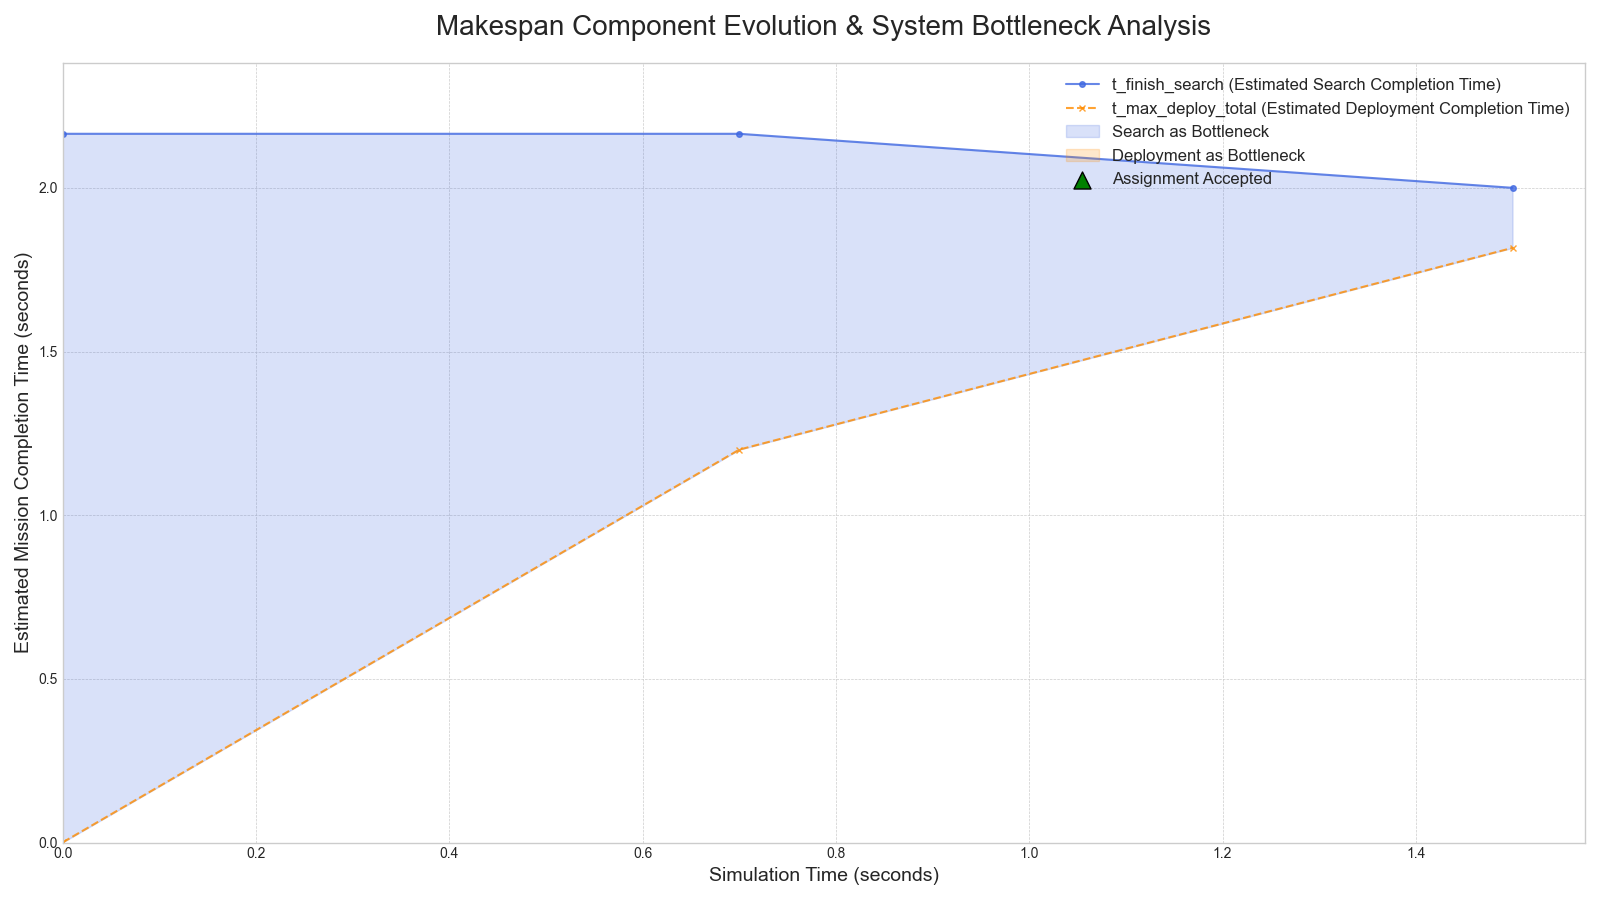 Makespan Component Evolution & System Bottleneck Analysis
t_finish_search (Estimated Search Completion Time)
t_max_deploy_total (Estimated Deployment Completion Time)
Search as Bottleneck
Deployment as Bottleneck
Assignment Accepted
Estimated Mission Completion Time (seconds)
2.0
1.5
1.0
0.5
0.0
0.0 0.2 0.4 0.6 0.8 1.0 1.2 1.4
Simulation Time (seconds)